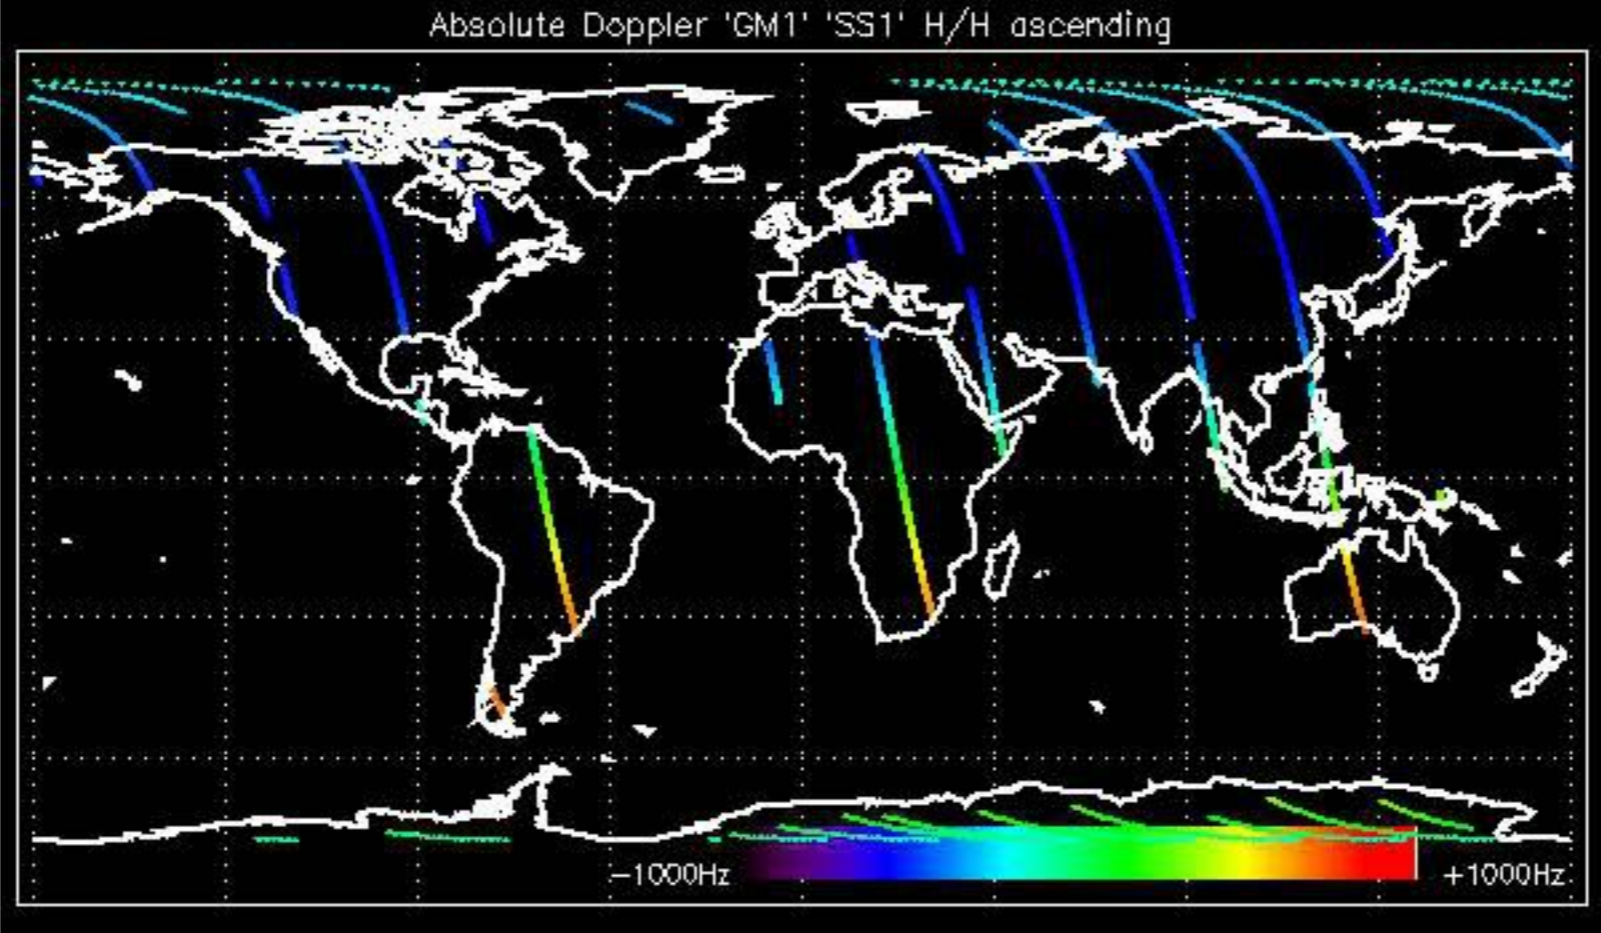 Absolute Doppler 'GM1' 'SS1' H/H ascending
−1000Hz +1000Hz